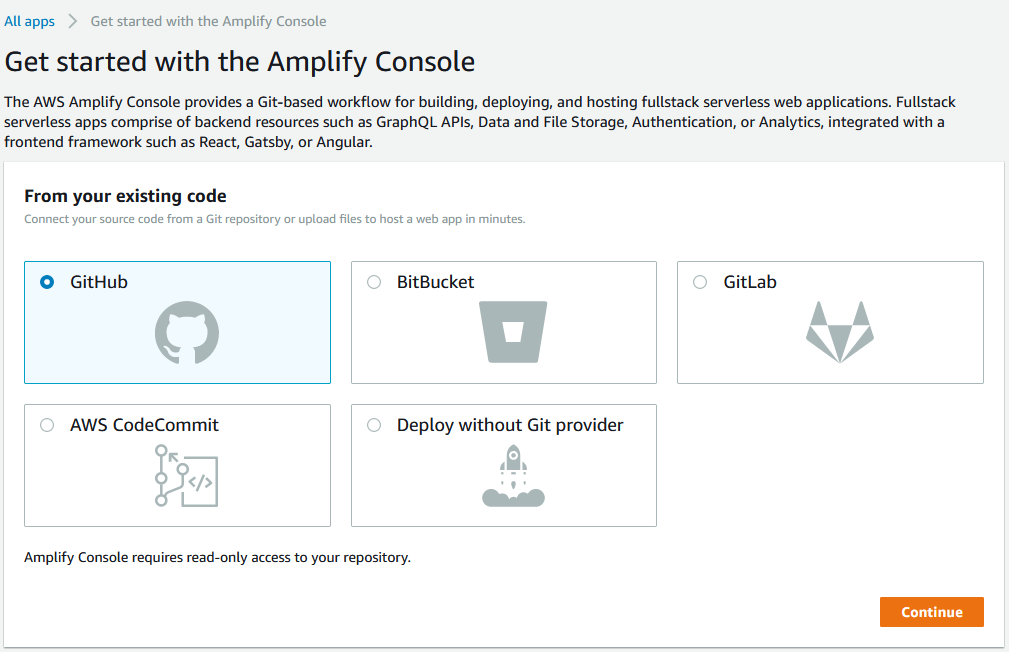 All apps > Get started with the Amplify Console
Get started with the Amplify Console
The AWS Amplify Console provides a Git-based workflow for building, deploying, and hosting fullstack serverless web applications. Fullstack
serverless apps comprise of backend resources such as GraphQL APIs, Data and File Storage, Authentication, or Analytics, integrated with a
frontend framework such as React, Gatsby, or Angular.
From your existing code
Connect your source code from a Git repository or upload files to host a web app in minutes.
GitHub
BitBucket
GitLab
AWS CodeCommit
Deploy without Git provider
</>
Amplify Console requires read-only access to your repository.
Continue